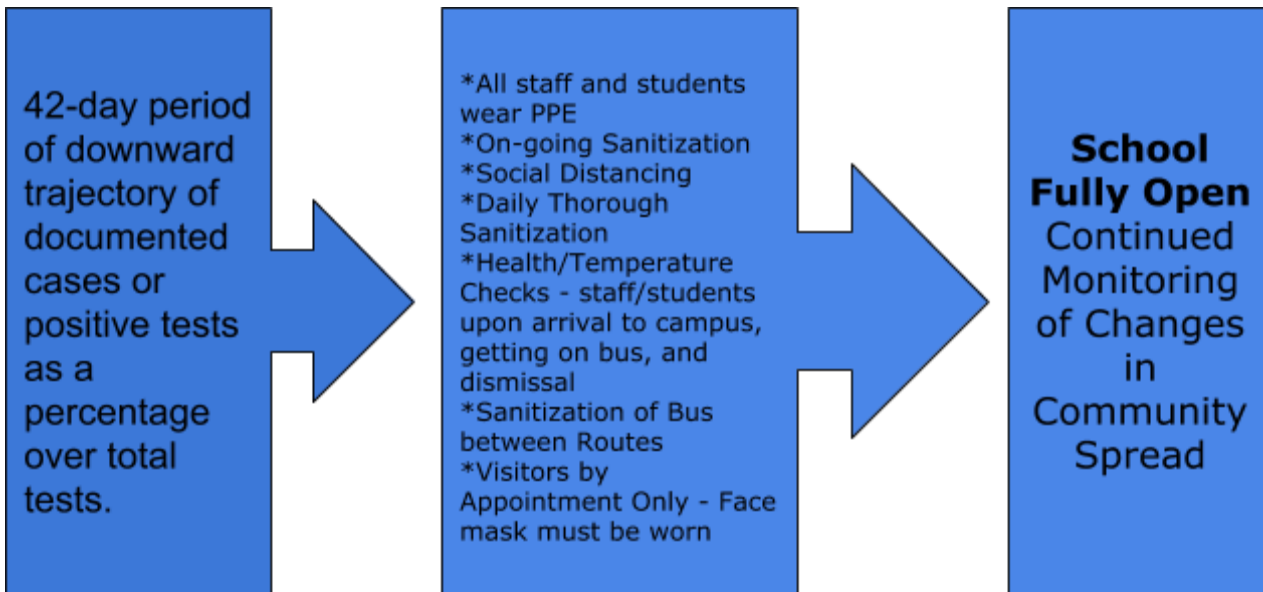 42-day period
of downward
trajectory of
documented
cases or
positive tests
as a
percentage
over total
tests.
*All staff and students
wear PPE
*On-going Sanitization
*Social Distancing
*Daily Thorough
Sanitization
*Health/Temperature
Checks - staff/students
upon arrival to campus,
getting on bus, and
dismissal
*Sanitization of Bus
between Routes
*Visitors by
Appointment Only - Face
mask must be worn
School
Fully Open
Continued
Monitoring
of Changes
in
Community
Spread